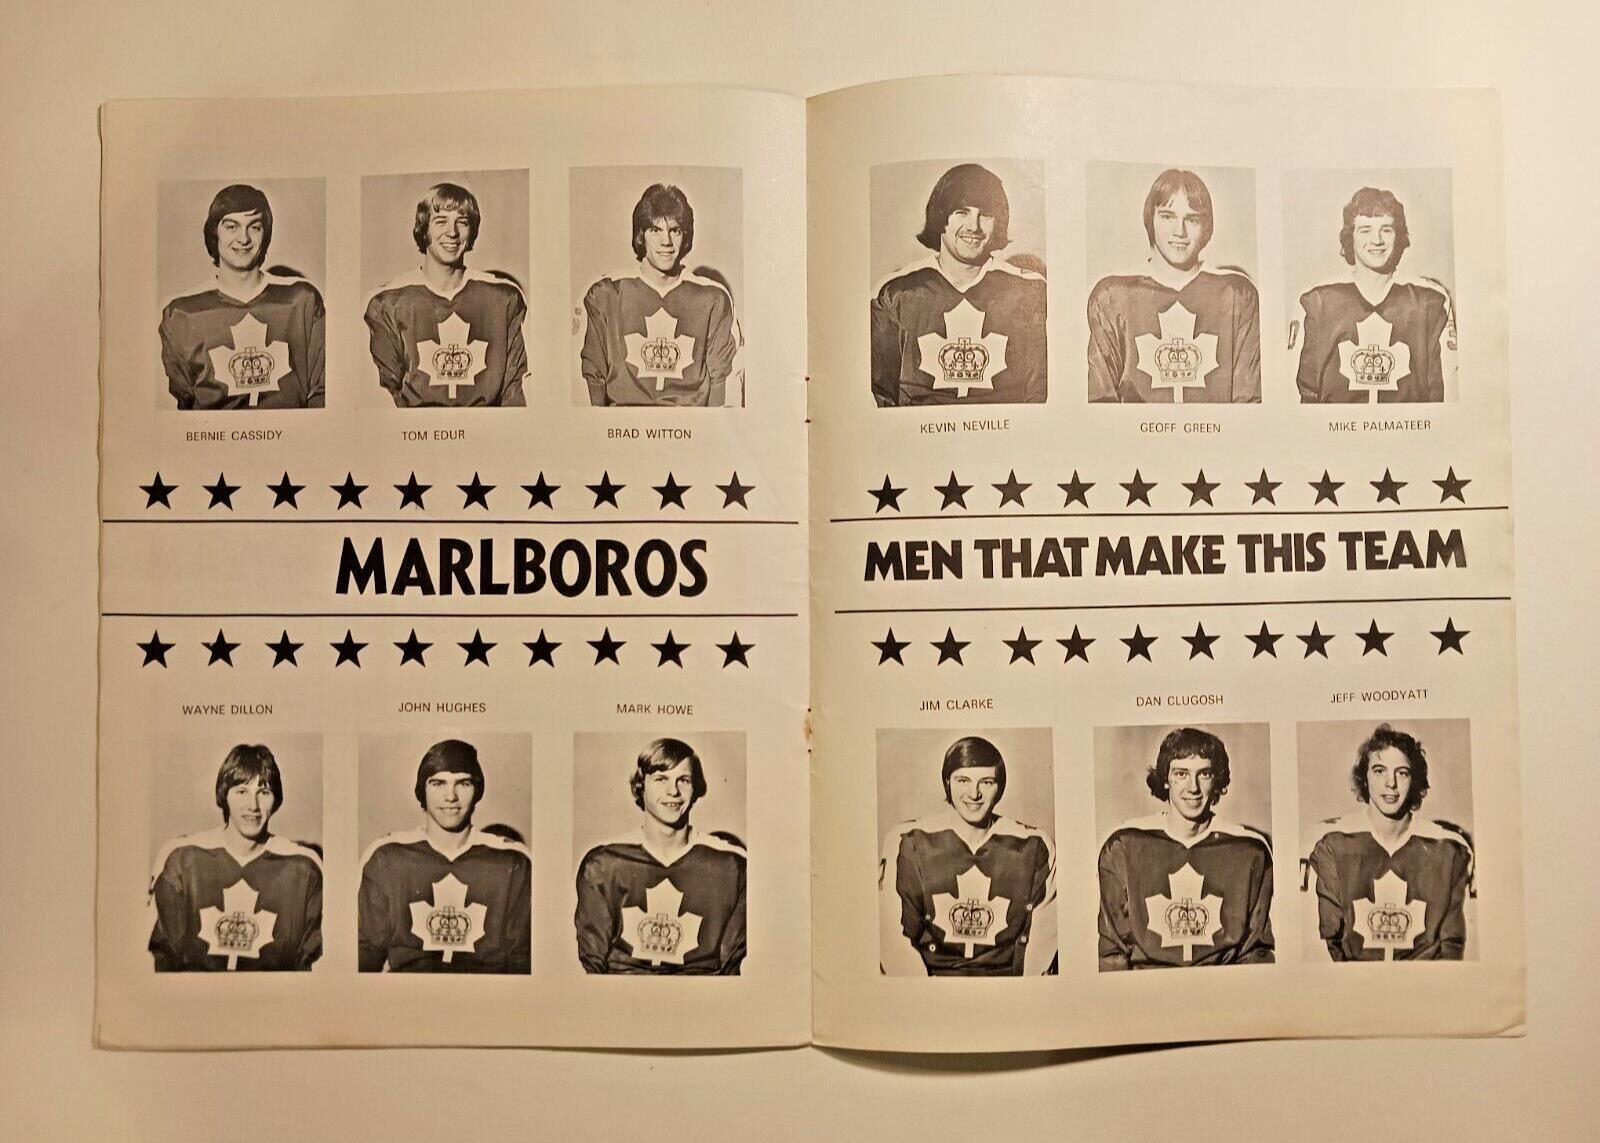 BERNIE CASSIDY
TOM EDUR
BRAD WITTON
MARLBOROS
WAYNE DILLON
JOHN HUGHES
MARK HOWE
KEVIN NEVILLE
GEOFF GREEN
MIKE PALMATEER
MEN THAT MAKE THIS TEAM
JIM CLARKE
DAN CLUGOSH
JEFF WOODYATT